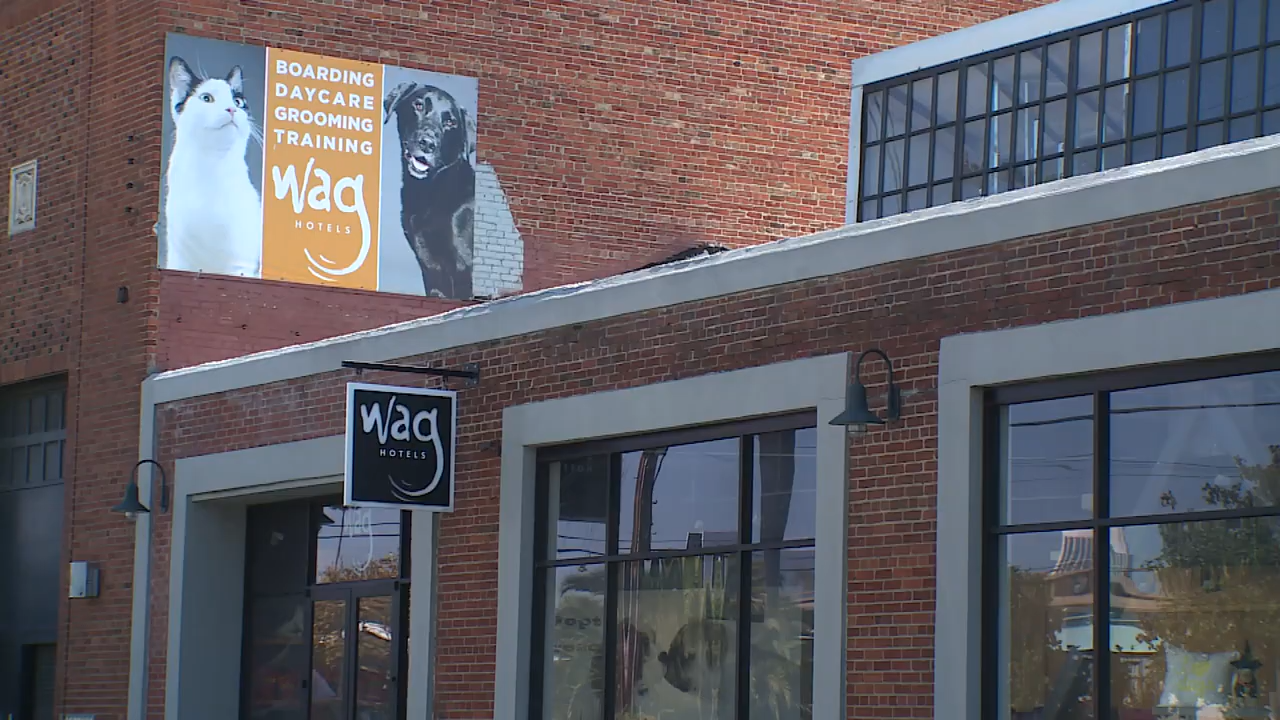 BOARDING
DAYCARE
GROOMING
TRAINING
wag
HOTELS
wag
HOTELS